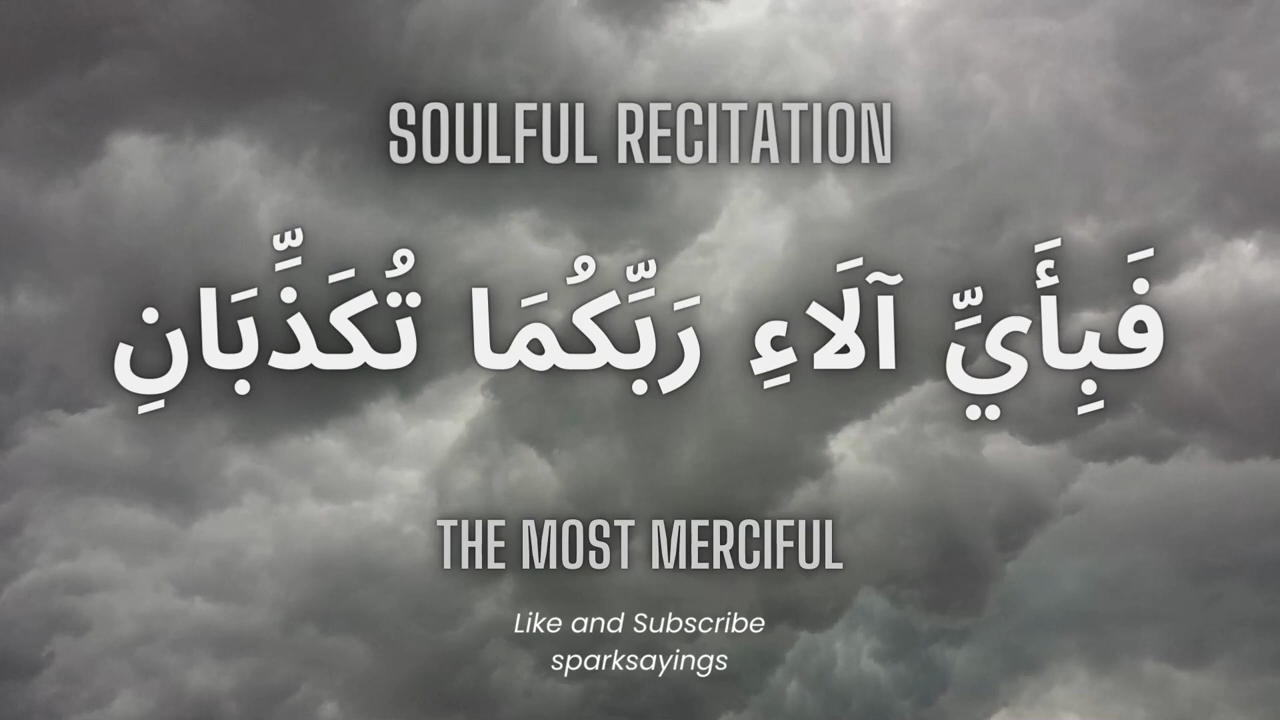 SOULFUL RECITATION
فَبِأَيِّ آلَاءِ رَبِّكُمَا تُكَذِّبَانِ
THE MOST MERCIFUL
Like and Subscribe
sparksayings